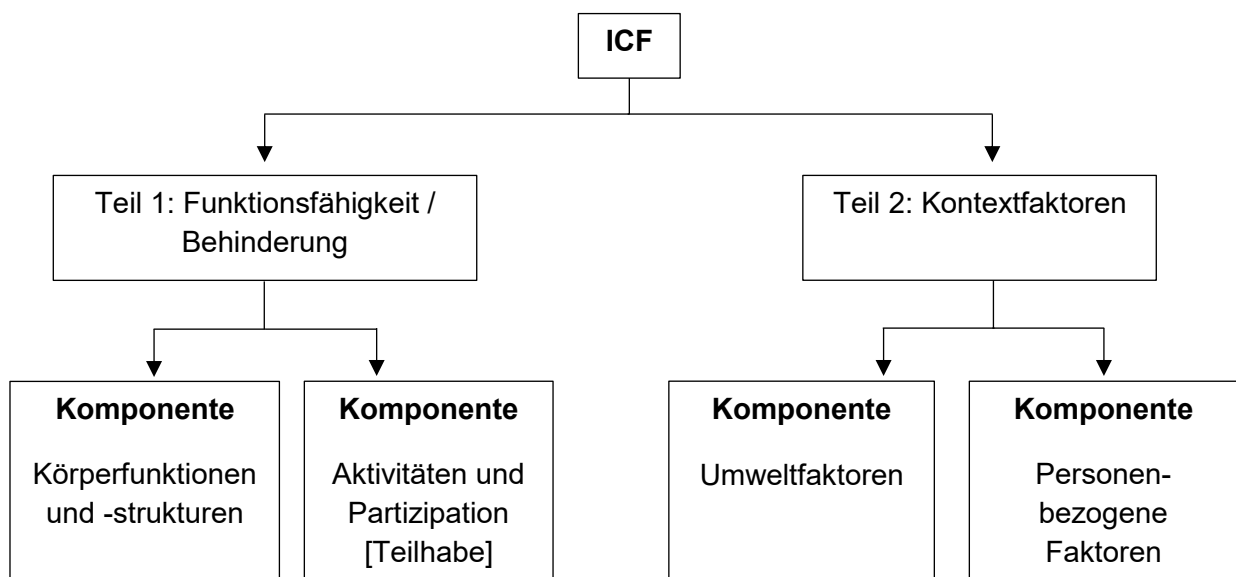 ICF
Teil 1: Funktionsfähigkeit /
Behinderung
Teil 2: Kontextfaktoren
Komponente
Körperfunktionen
und -strukturen
Komponente
Aktivitäten und
Partizipation
[Teilhabe]
Komponente
Umweltfaktoren
Komponente
Personen-
bezogene
Faktoren